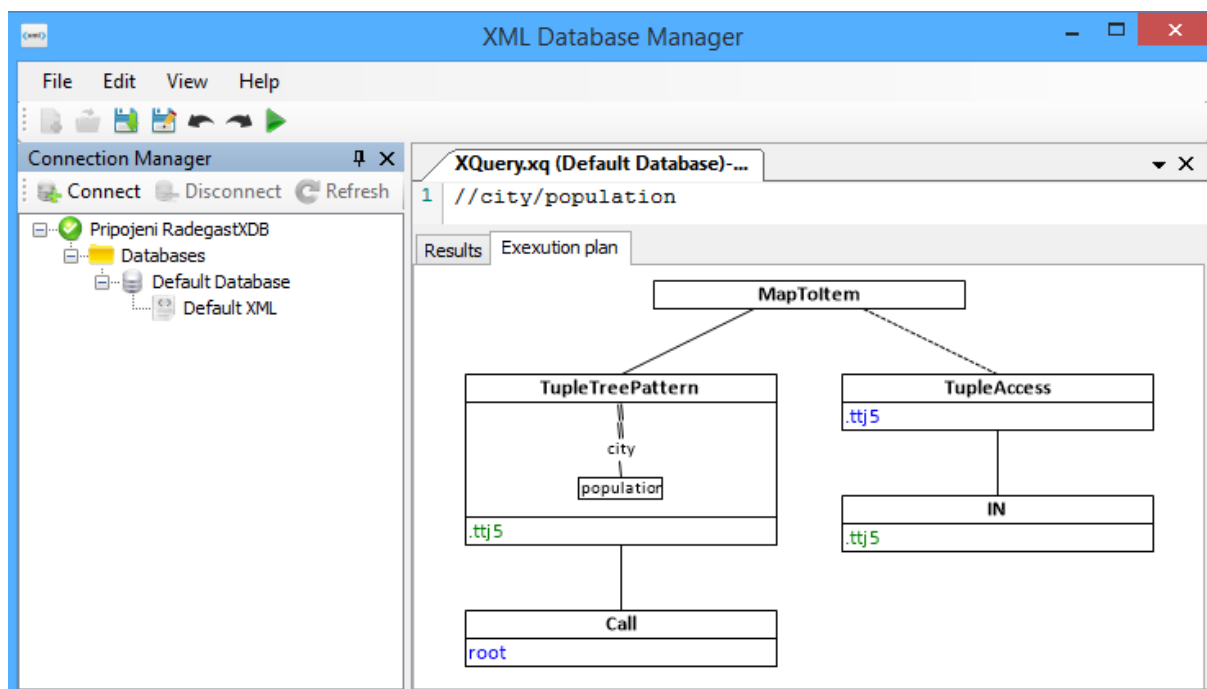 XML Database Manager
File Edit View Help
Connection Manager
Connect Disconnect Refresh
Pripojeni RadegastXDB
Databases
Default Database
Default XML
XQuery.xq (Default Database)-...
1 //city/population
Results Exexution plan
MapToItem
TupleTreePattern
city
population
.ttj5
Call
root
TupleAccess
.ttj5
IN
.ttj5